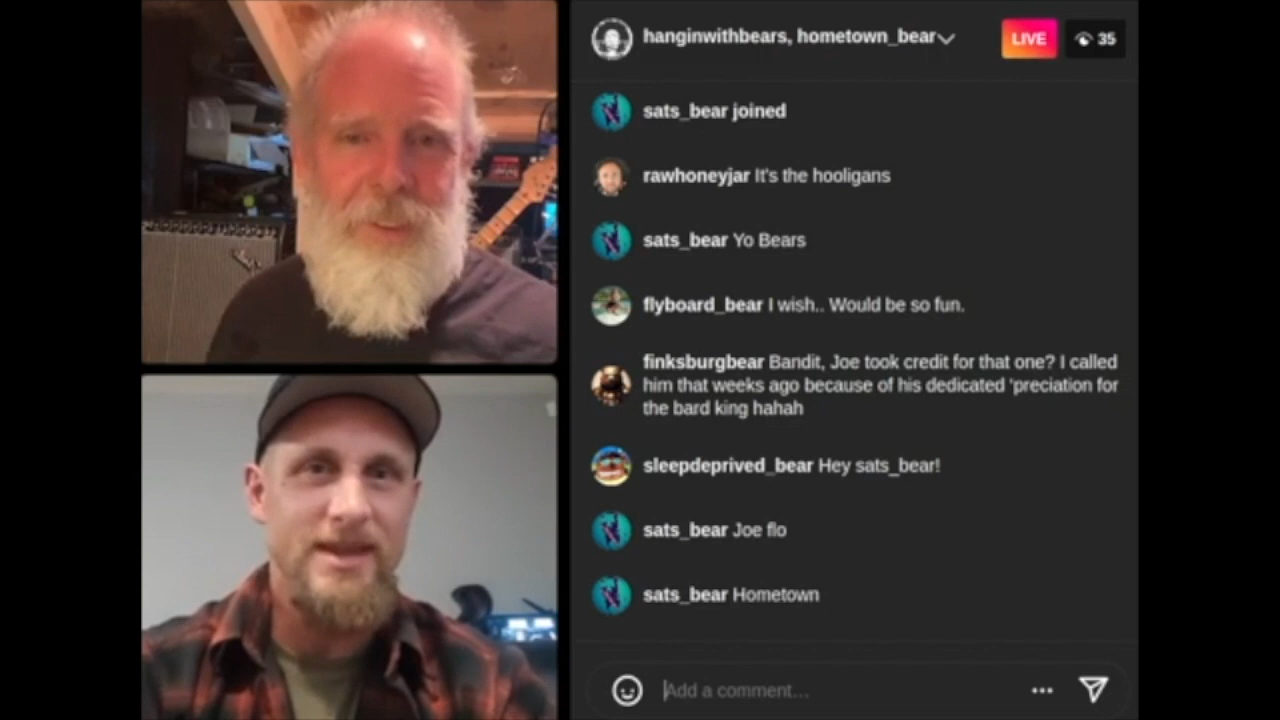 hanginwithbears, hometown_bear
LIVE
35
sats_bear joined
rawhoneyjar It's the hooligans
sats_bear Yo Bears
flyboard_bear I wish.. Would be so fun.
finksburgbear Bandit, Joe took credit for that one? I called
him that weeks ago because of his dedicated 'preciation for
the bard king hahah
sleepdeprived_bear Hey sats_bear!
sats_bear Joe flo
sats_bear Hometown
Add a comment...